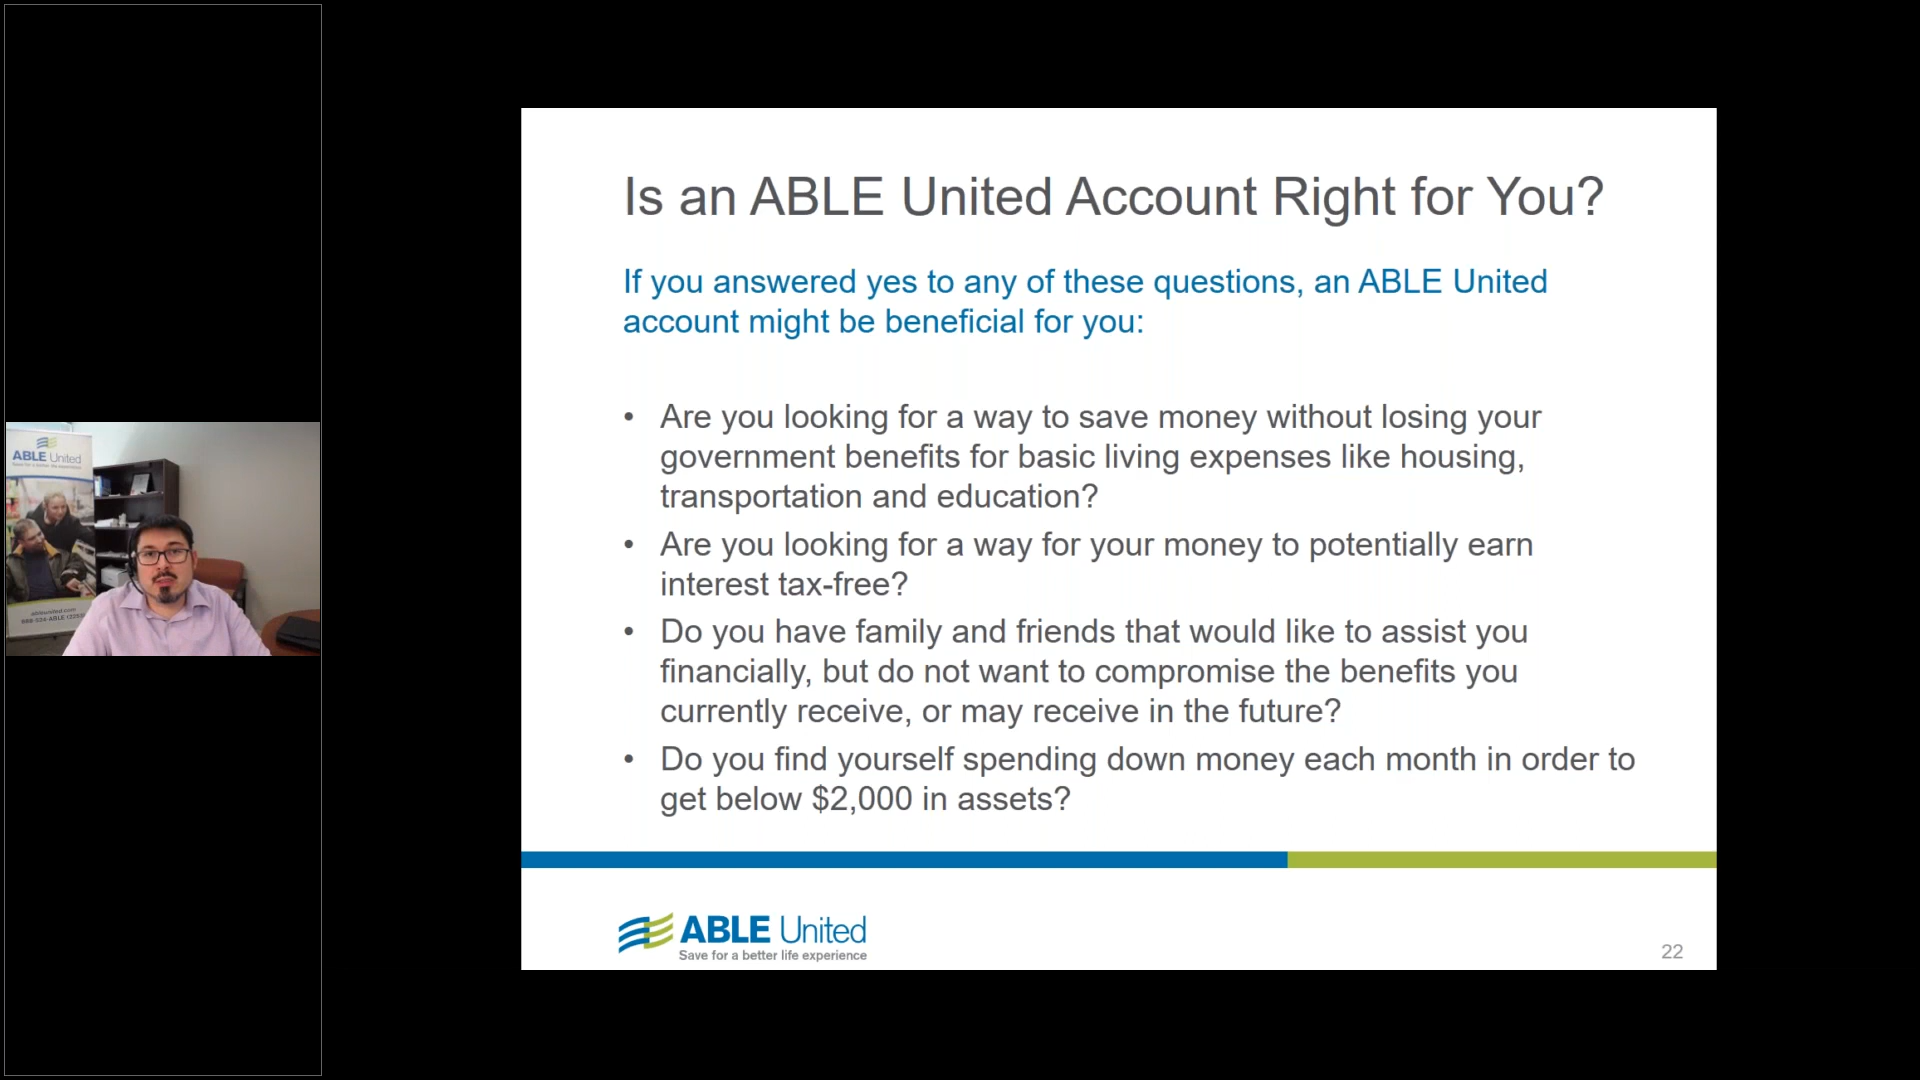 ABLE United
Is an ABLE United Account Right for You?
If you answered yes to any of these questions, an ABLE United
account might be beneficial for you:
• Are you looking for a way to save money without losing your
government benefits for basic living expenses like housing,
transportation and education?
• Are you looking for a way for your money to potentially earn
interest tax-free?
• Do you have family and friends that would like to assist you
financially, but do not want to compromise the benefits you
currently receive, or may receive in the future?
• Do you find yourself spending down money each month in order to
get below $2,000 in assets?
ABLE United
Save for a better life experience
22